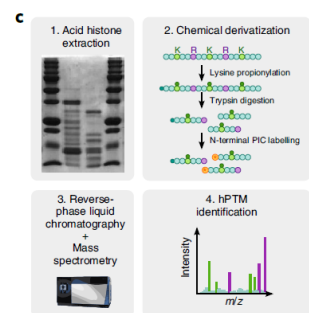 c
1. Acid histone
extraction
2. Chemical derivatization
K R K R K
Lysine propionylation
Trypsin digestion
N-terminal PIC labelling
3. Reverse-
phase liquid
chromatography
+
Mass
spectrometry
4. hPTM
identification
Intensity
m/z